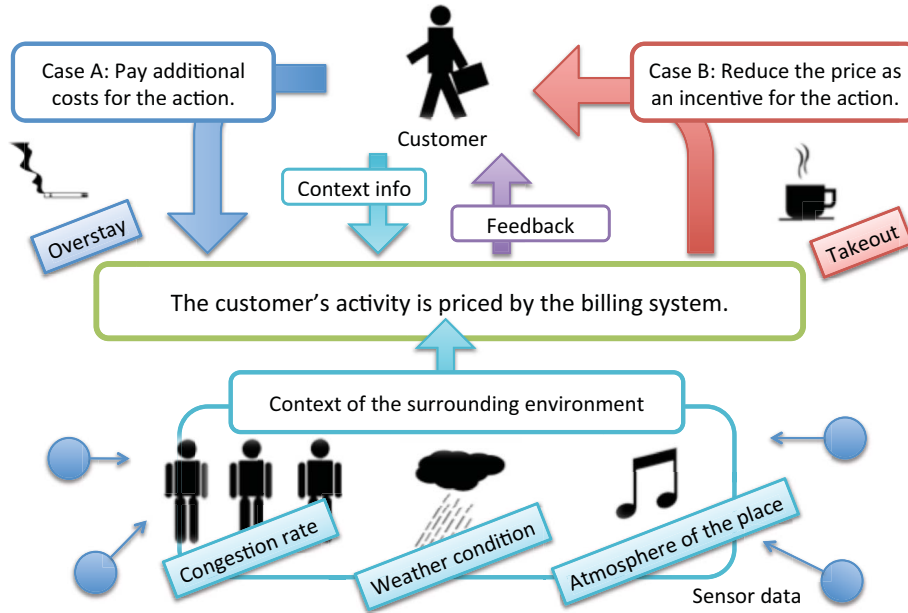 Case A: Pay additional
costs for the action.
Case B: Reduce the price as
an incentive for the action.
Customer
Context info
Feedback
Overstay
Takeout
The customer’s activity is priced by the billing system.
Context of the surrounding environment
Congestion rate
Weather condition
Atmosphere of the place
Sensor data